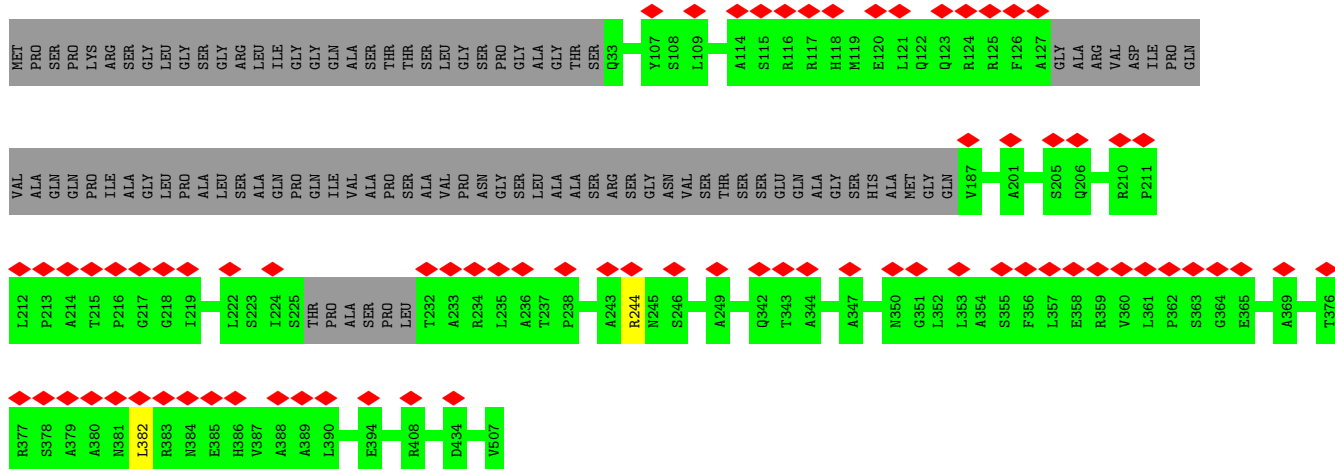 MET PRO SER PRO LYS ARG SER GLY LEU GLY SER GLY ARG LEU ILE GLY GLY GLN ALA SER THR THR SER LEU GLY SER PRO GLY ALA GLY THR SER Q33 Y107 S108 L109 A114 S115 R116 R117 H118 M119 E120 L121 Q122 Q123 R124 R125 F126 A127 GLY ALA ARG VAL ASP ILE PRO GLN
VAL ALA GLN GLN PRO ILE ALA GLY LEU PRO ALA LEU SER ALA GLN PRO GLN ILE VAL ALA PRO SER ALA VAL PRO ASN GLY SER LEU ALA ALA SER ARG SER GLY ASN VAL SER THR SER SER GLU GLN ALA GLY SER HIS ALA MET GLY GLN V187 A201 S205 Q206 R210 P211
L212 P213 A214 T215 P216 G217 G218 I219 L222 S223 I224 S225 THR PRO ALA SER PRO LEU T232 A233 R234 L235 A236 T237 P238 A243 R244 N245 S246 A249 Q342 T343 A344 A347 N350 G351 L352 L353 A354 S355 F356 L357 E358 R359 V360 L361 P362 S363 G364 E365 A369 T376
R377 S378 A379 A380 N381 L382 R383 N384 E385 H386 V387 A388 A389 L390 E394 R408 D434 V507